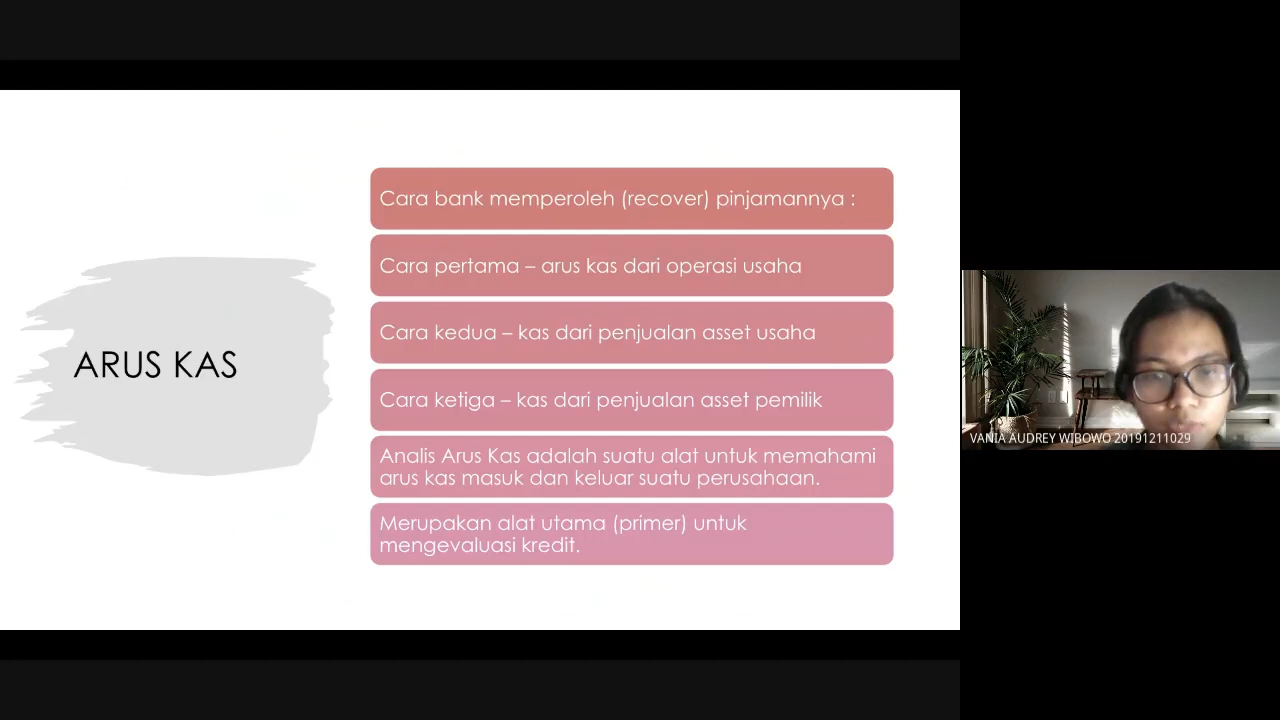 ARUS KAS
Cara bank memperoleh (recover) pinjamannya :
Cara pertama – arus kas dari operasi usaha
Cara kedua – kas dari penjualan asset usaha
Cara ketiga – kas dari penjualan asset pemilik
Analis Arus Kas adalah suatu alat untuk memahami
arus kas masuk dan keluar suatu perusahaan.
Merupakan alat utama (primer) untuk
mengevaluasi kredit.
VANIA AUDREY WIBOWO 20191211029